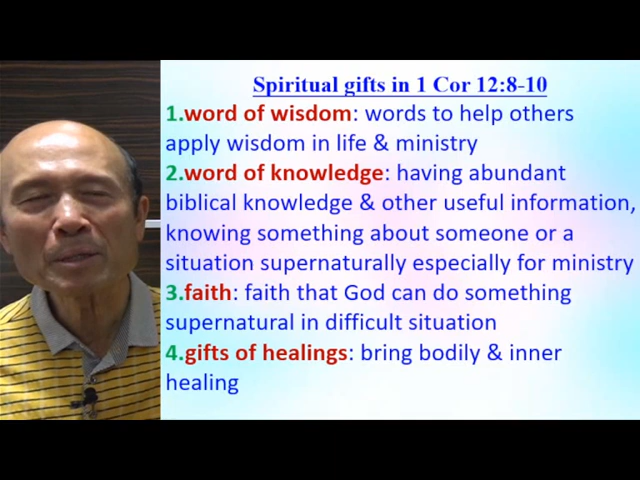 Spiritual gifts in 1 Cor 12:8-10
1.word of wisdom: words to help others
apply wisdom in life & ministry
2.word of knowledge: having abundant
biblical knowledge & other useful information,
knowing something about someone or a
situation supernaturally especially for ministry
3.faith: faith that God can do something
supernatural in difficult situation
4.gifts of healings: bring bodily & inner
healing